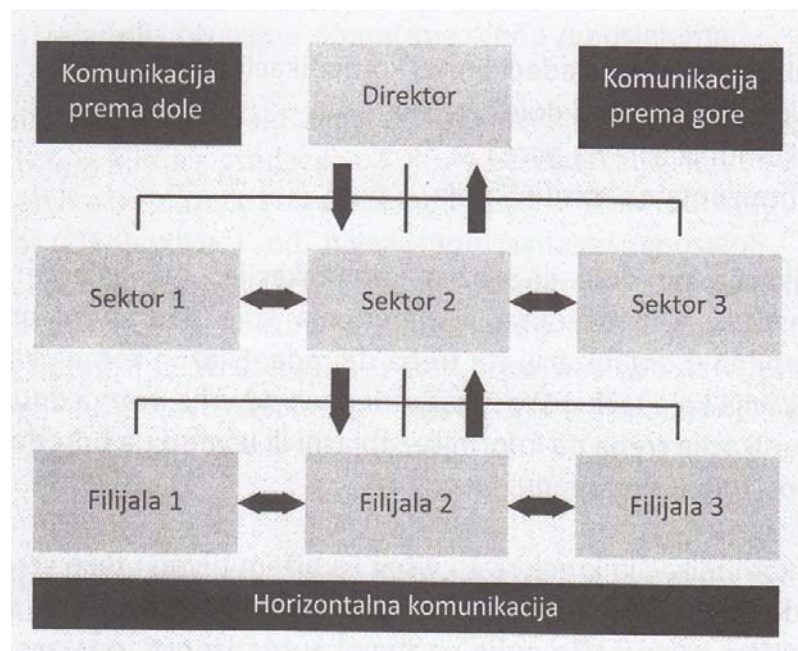 Komunikacija
prema dole
Direktor
Komunikacija
prema gore
Sektor 1
Sektor 2
Sektor 3
Filijala 1
Filijala 2
Filijala 3
Horizontalna komunikacija